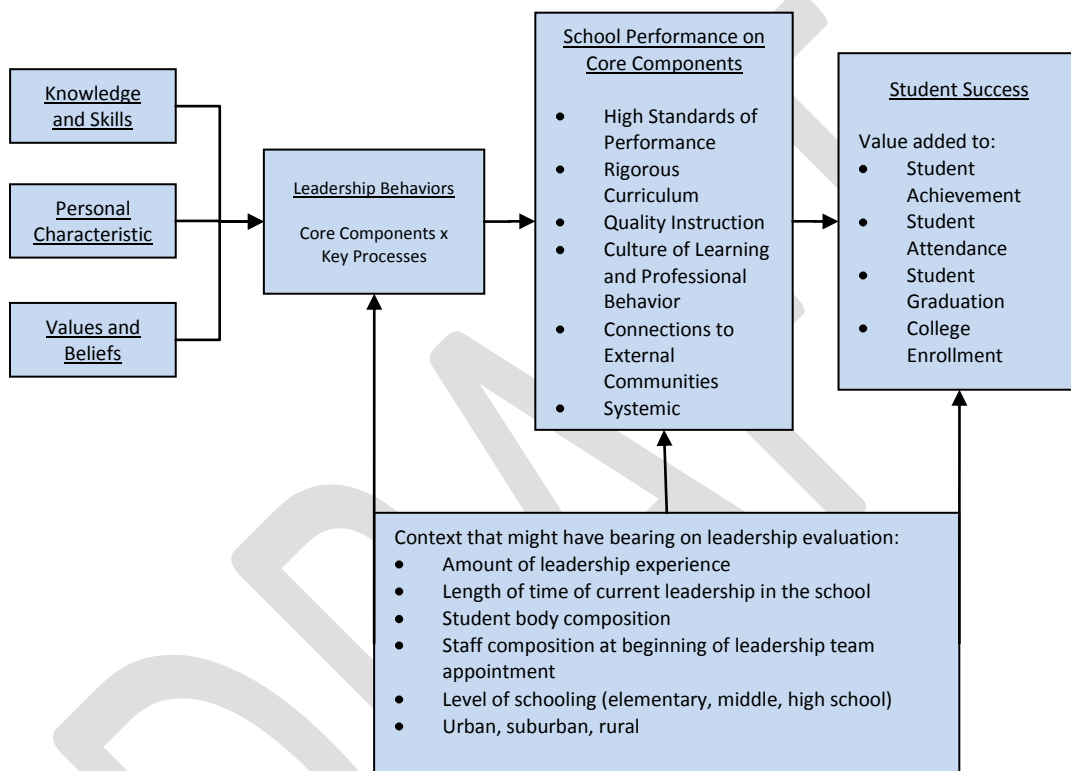 Knowledge
and Skills
Personal
Characteristic
Values and
Beliefs
Leadership Behaviors
Core Components x
Key Processes
School Performance on
Core Components
• High Standards of
Performance
• Rigorous
Curriculum
• Quality Instruction
• Culture of Learning
and Professional
Behavior
• Connections to
External
Communities
• Systemic
Student Success
Value added to:
• Student
Achievement
• Student
Attendance
• Student
Graduation
• College
Enrollment
Context that might have bearing on leadership evaluation:
• Amount of leadership experience
• Length of time of current leadership in the school
• Student body composition
• Staff composition at beginning of leadership team
appointment
• Level of schooling (elementary, middle, high school)
• Urban, suburban, rural
DRAFT